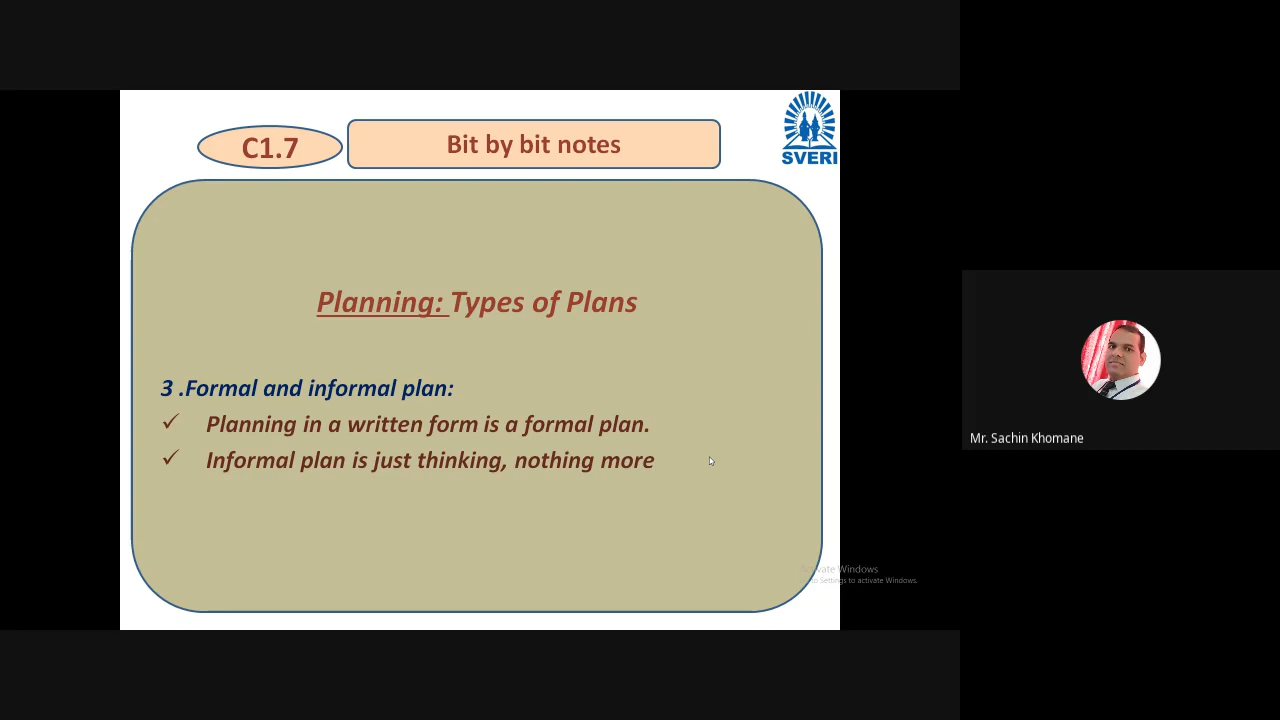 C1.7
Bit by bit notes
SVERI
Planning: Types of Plans
3 .Formal and informal plan:
✓ Planning in a written form is a formal plan.
✓ Informal plan is just thinking, nothing more
Mr. Sachin Khomane
Activate Windows
to Settings to activate Windows.